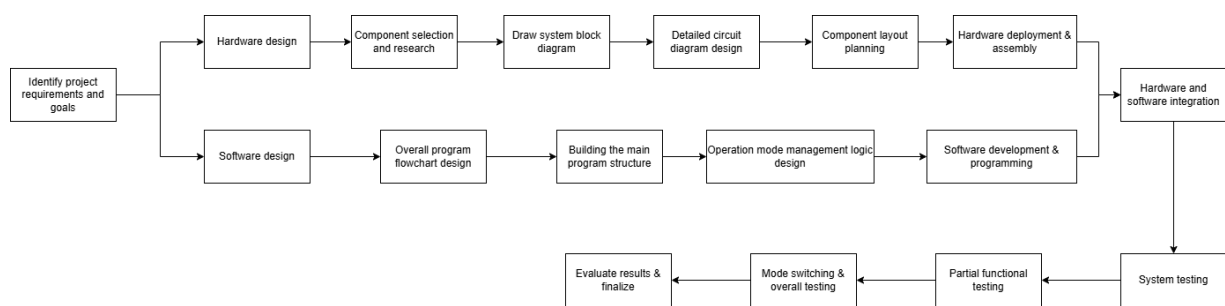 Identify project
requirements and
goals
Hardware design
Component selection
and research
Draw system block
diagram
Detailed circuit
diagram design
Component layout
planning
Hardware deployment &
assembly
Software design
Overall program
flowchart design
Building the main
program structure
Operation mode management logic
design
Software development &
programming
Hardware and
software integration
System testing
Partial functional
testing
Mode switching &
overall testing
Evaluate results &
finalize